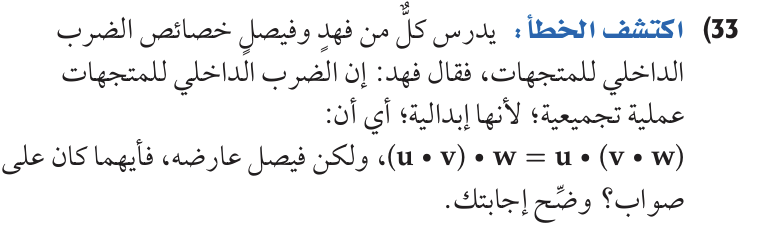 33) اكتشف الخطأ : يدرس كلٌّ من فهدٍ وفيصلٍ خصائص الضرب
الداخلي للمتجهات، فقال فهد: إن الضرب الداخلي للمتجهات
عملية تجميعية؛ لأنها إبدالية؛ أي أن:
(u • v) • w = u • (v • w)، ولكن فيصل عارضه، فأيهما كان على
صواب؟ وضِّح إجابتك.